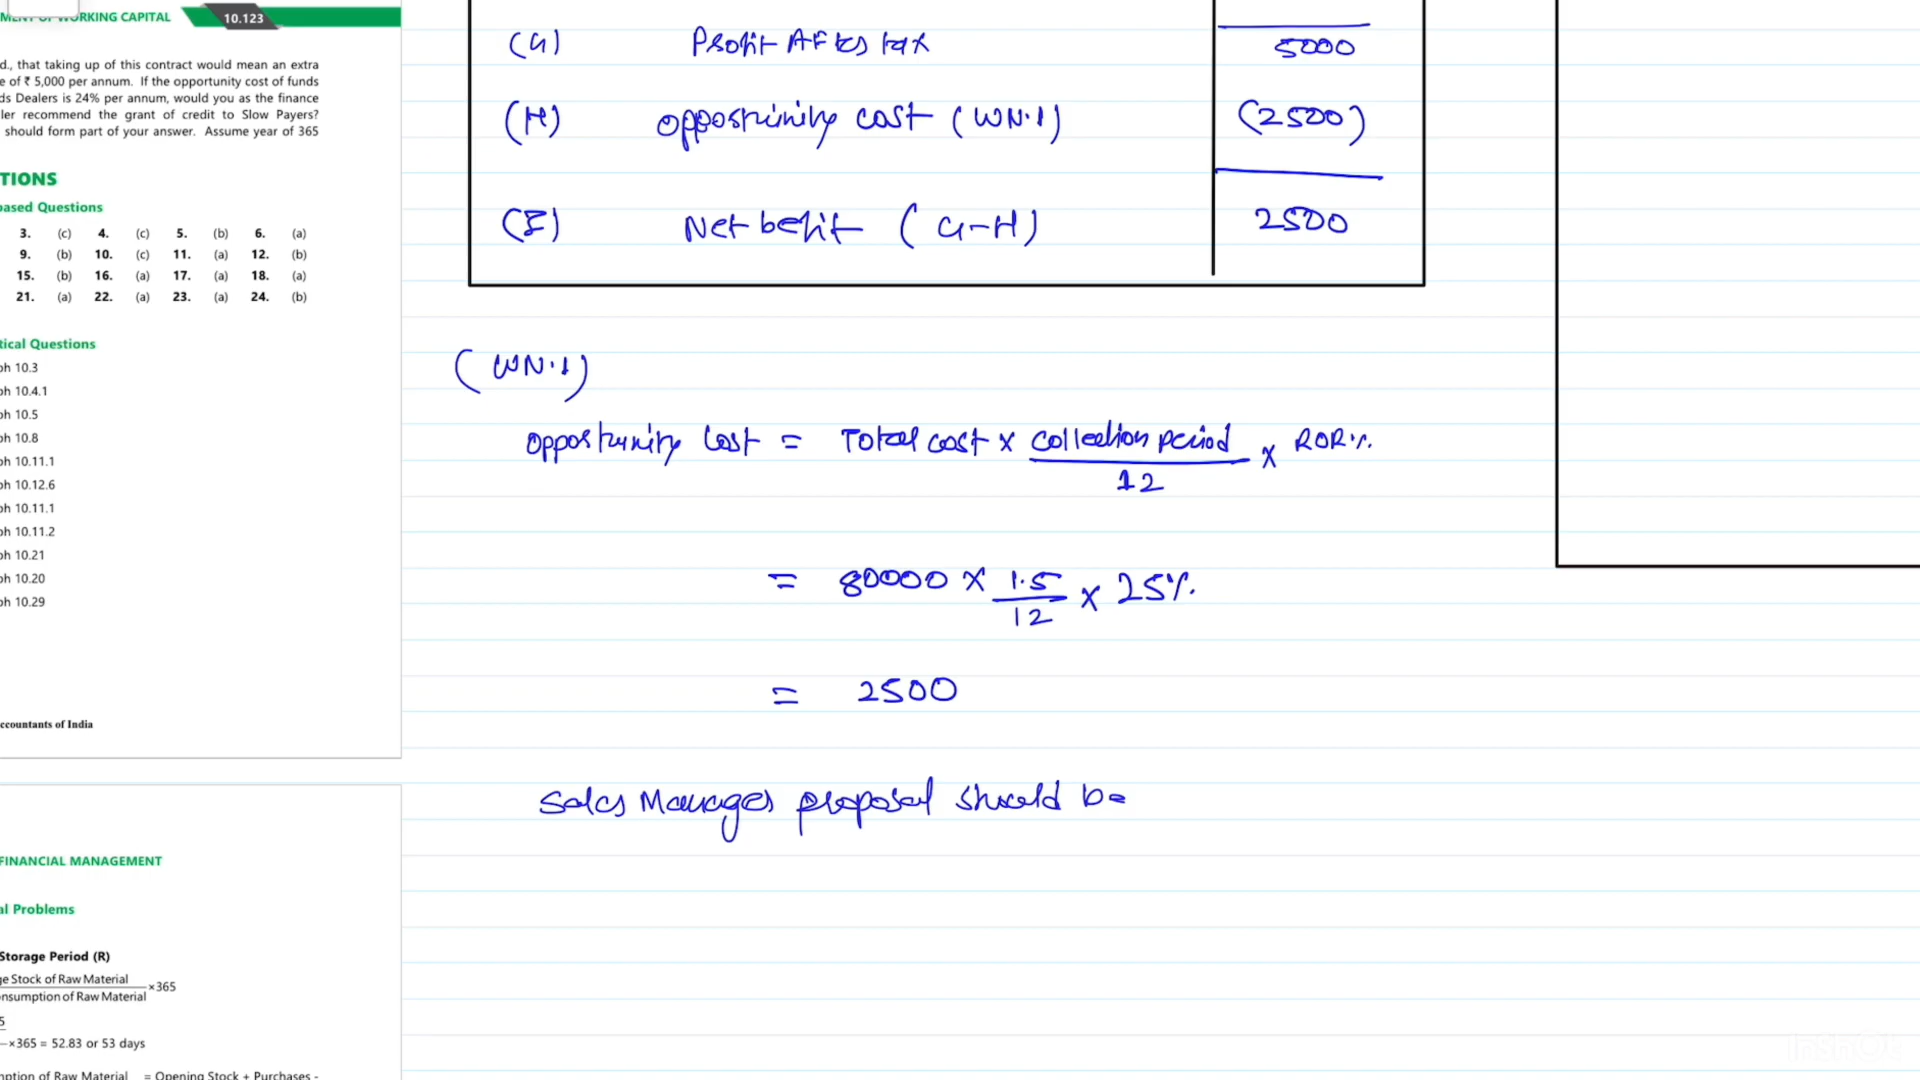 MENT OF WORKING CAPITAL 10.123
d., that taking up of this contract would mean an extra
e of ₹ 5,000 per annum. If the opportunity cost of funds
ds Dealers is 24% per annum, would you as the finance
ler recommend the grant of credit to Slow Payers?
should form part of your answer. Assume year of 365
TIONS
ased Questions
3. (c) 4. (c) 5. (b) 6. (a)
9. (b) 10. (c) 11. (a) 12. (b)
15. (b) 16. (a) 17. (a) 18. (a)
21. (a) 22. (a) 23. (a) 24. (b)
tical Questions
ph 10.3
ph 10.4.1
ph 10.5
ph 10.8
ph 10.11.1
ph 10.12.6
ph 10.11.1
ph 10.11.2
ph 10.21
ph 10.20
ph 10.29
ccountants of India
FINANCIAL MANAGEMENT
al Problems
Storage Period (R)
ge Stock of Raw Material
onsumption of Raw Material ×365
5
—×365 = 52.83 or 53 days
mption of Raw Material = Opening Stock + Purchases -
(G) Profit After tax 5000
(H) opportunity cost (WN.1) (2500)
(I) Net befit (G-H) 2500
(WN.1)
opportunity cost = Total cost × collection period / 12 × ROR%
= 80000 × 1.5 / 12 × 25%
= 2500
Sales Manager proposal should be